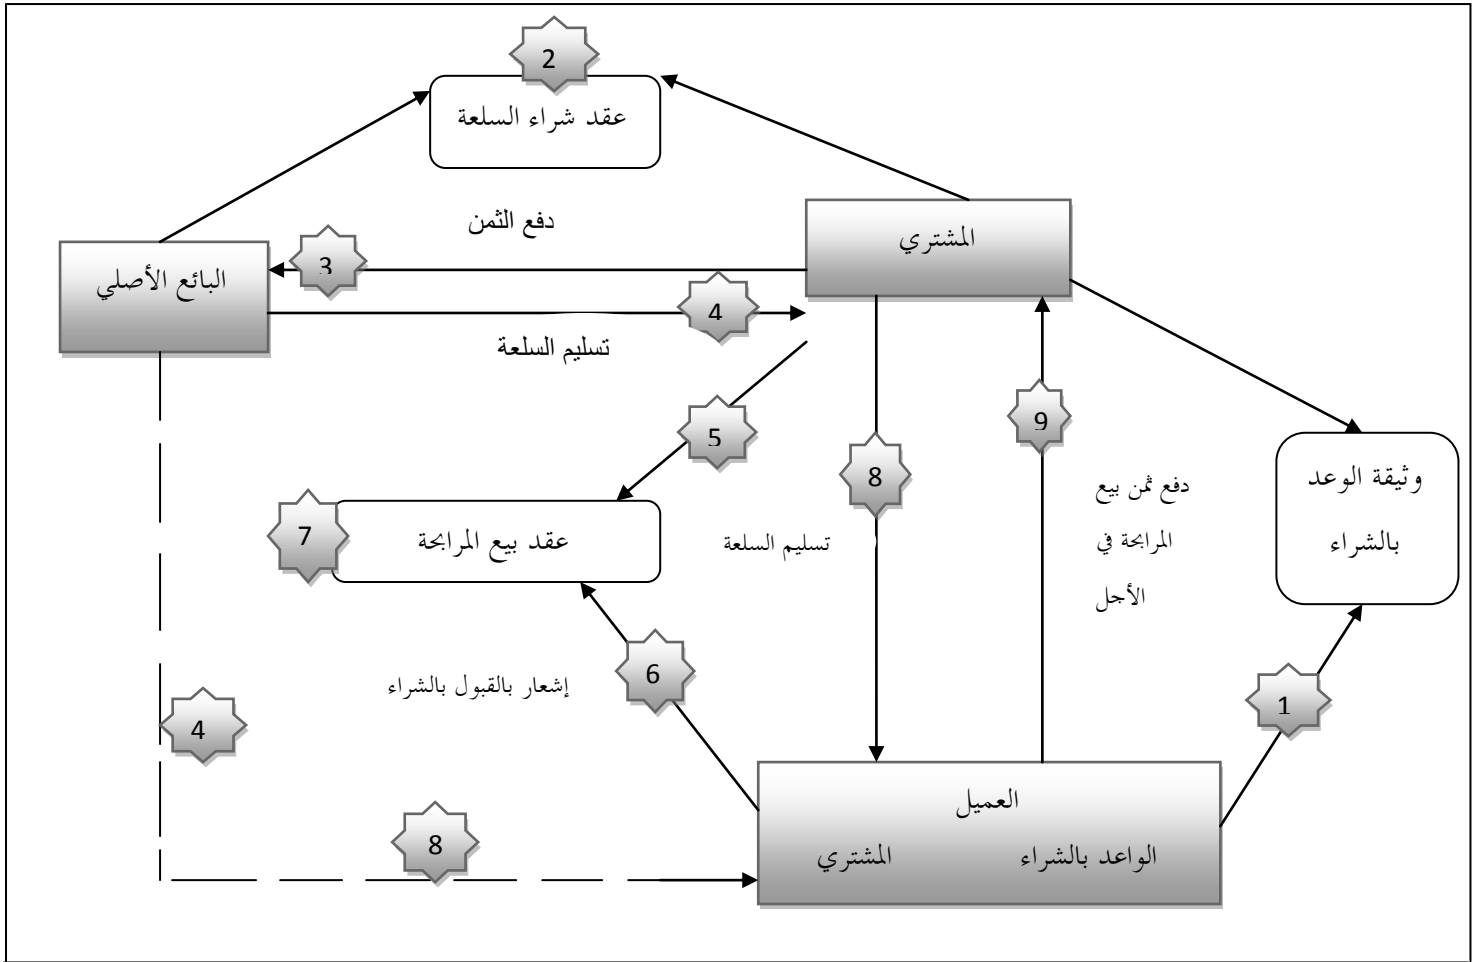 2
عقد شراء السلعة
دفع الثمن
المشتري
3
البائع الأصلي
4
تسليم السلعة
5
9
8
وثيقة الوعد
بالشراء
دفع ثمن بيع
المرابحة في
الأجل
7
عقد بيع المرابحة
تسليم السلعة
6
إشعار بالقبول بالشراء
1
4
العميل
8
الواعد بالشراء
المشتري